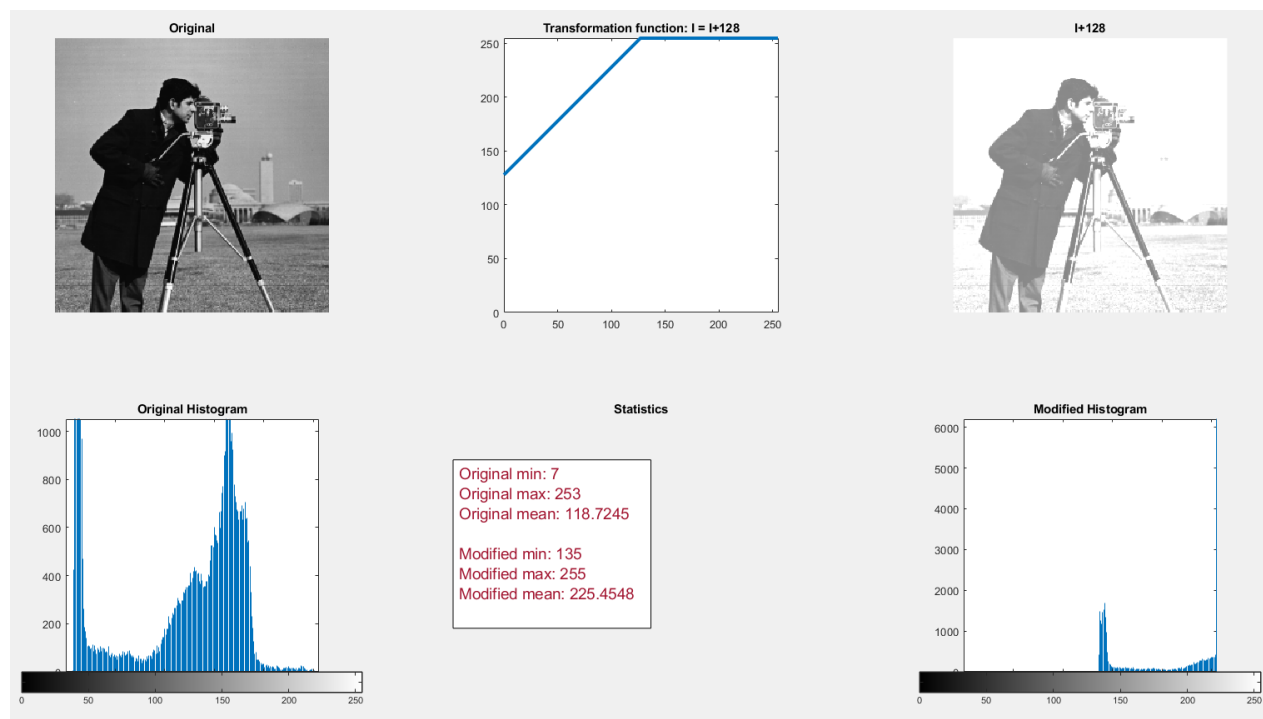 Original
Transformation function: I = I+128
I+128
250
200
150
100
50
0
0 50 100 150 200 250
Original Histogram
Statistics
Modified Histogram
1000
800
600
400
200
0
0 50 100 150 200 250
Original min: 7
Original max: 253
Original mean: 118.7245
Modified min: 135
Modified max: 255
Modified mean: 225.4548
6000
5000
4000
3000
2000
1000
0
0 50 100 150 200 250